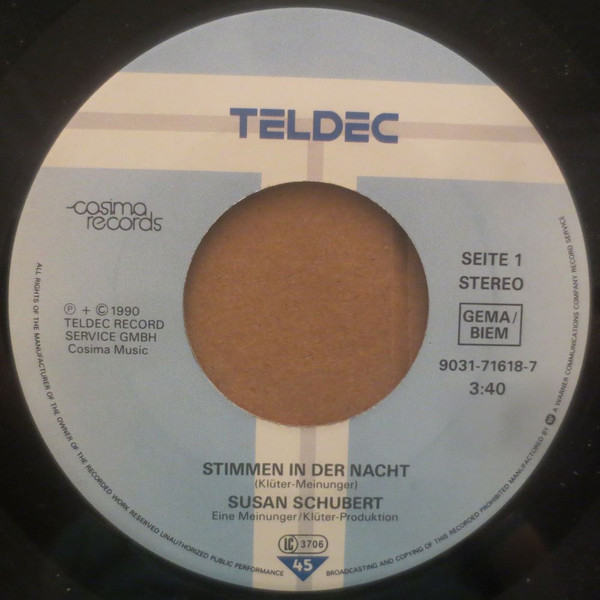 TELDEC
cosima
records
SEITE 1
STEREO
GEMA/
BIEM
9031-71618-7
3:40
℗ + © 1990
TELDEC RECORD
SERVICE GMBH
Cosima Music
STIMMEN IN DER NACHT
(Klüter-Meinunger)
SUSAN SCHUBERT
Eine Meinunger/Klüter-Produktion
LC 3706
45
ALL RIGHTS OF THE MANUFACTURER OF THE OWNER OF THE RECORDED WORK RESERVED UNAUTHORIZED PUBLIC PERFORMANCE BROADCASTING AND COPYING OF THIS RECORD PROHIBITED MANUFACTURED BY A WARNER COMMUNICATIONS COMPANY RECORD SERVICE